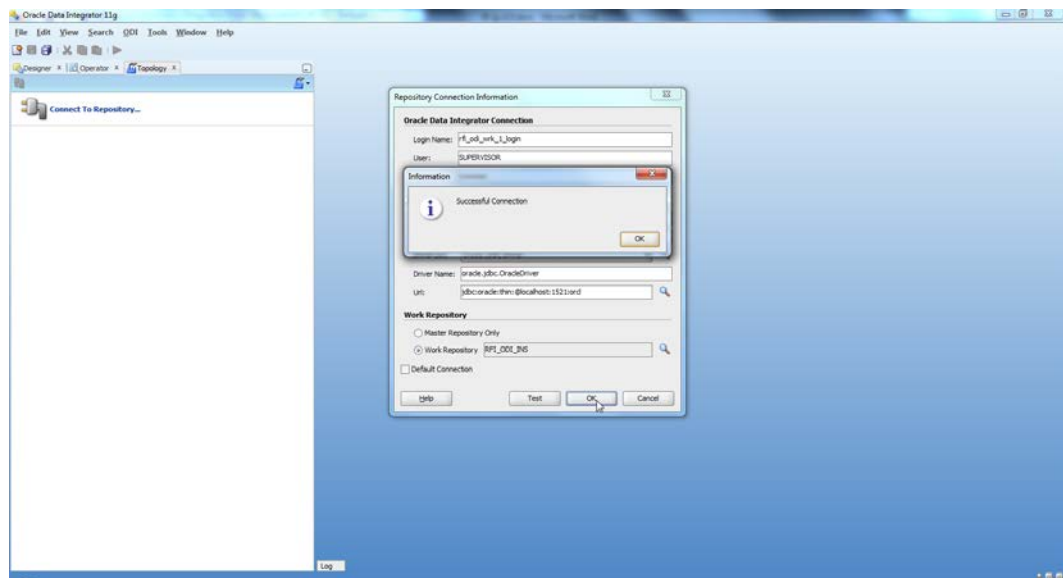 Oracle Data Integrator 11g
File Edit View Search ODI Tools Window Help
Designer Operator Topology
Connect To Repository...
Repository Connection Information
Oracle Data Integrator Connection
Login Name: rfi_odi_wrk_1_login
User: SUPERVISOR
Information
Successful Connection
OK
Driver Name: oracle.jdbc.OracleDriver
Url: jdbc:oracle:thin:@localhost:1521:ord
Work Repository
Master Repository Only
Work Repository RFI_ODI_INS
Default Connection
Help Test OK Cancel
Log